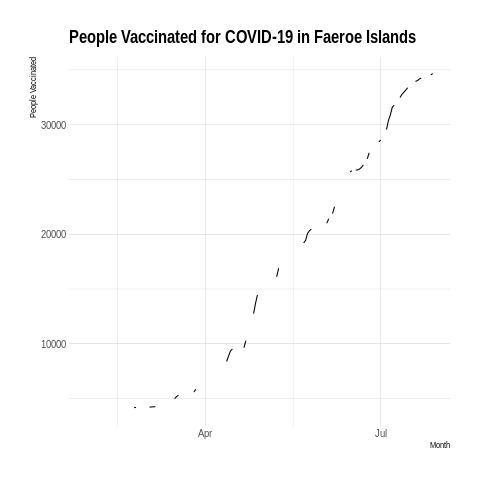 People Vaccinated for COVID-19 in Faeroe Islands
People Vaccinated
30000
20000
10000
Apr
Jul
Month